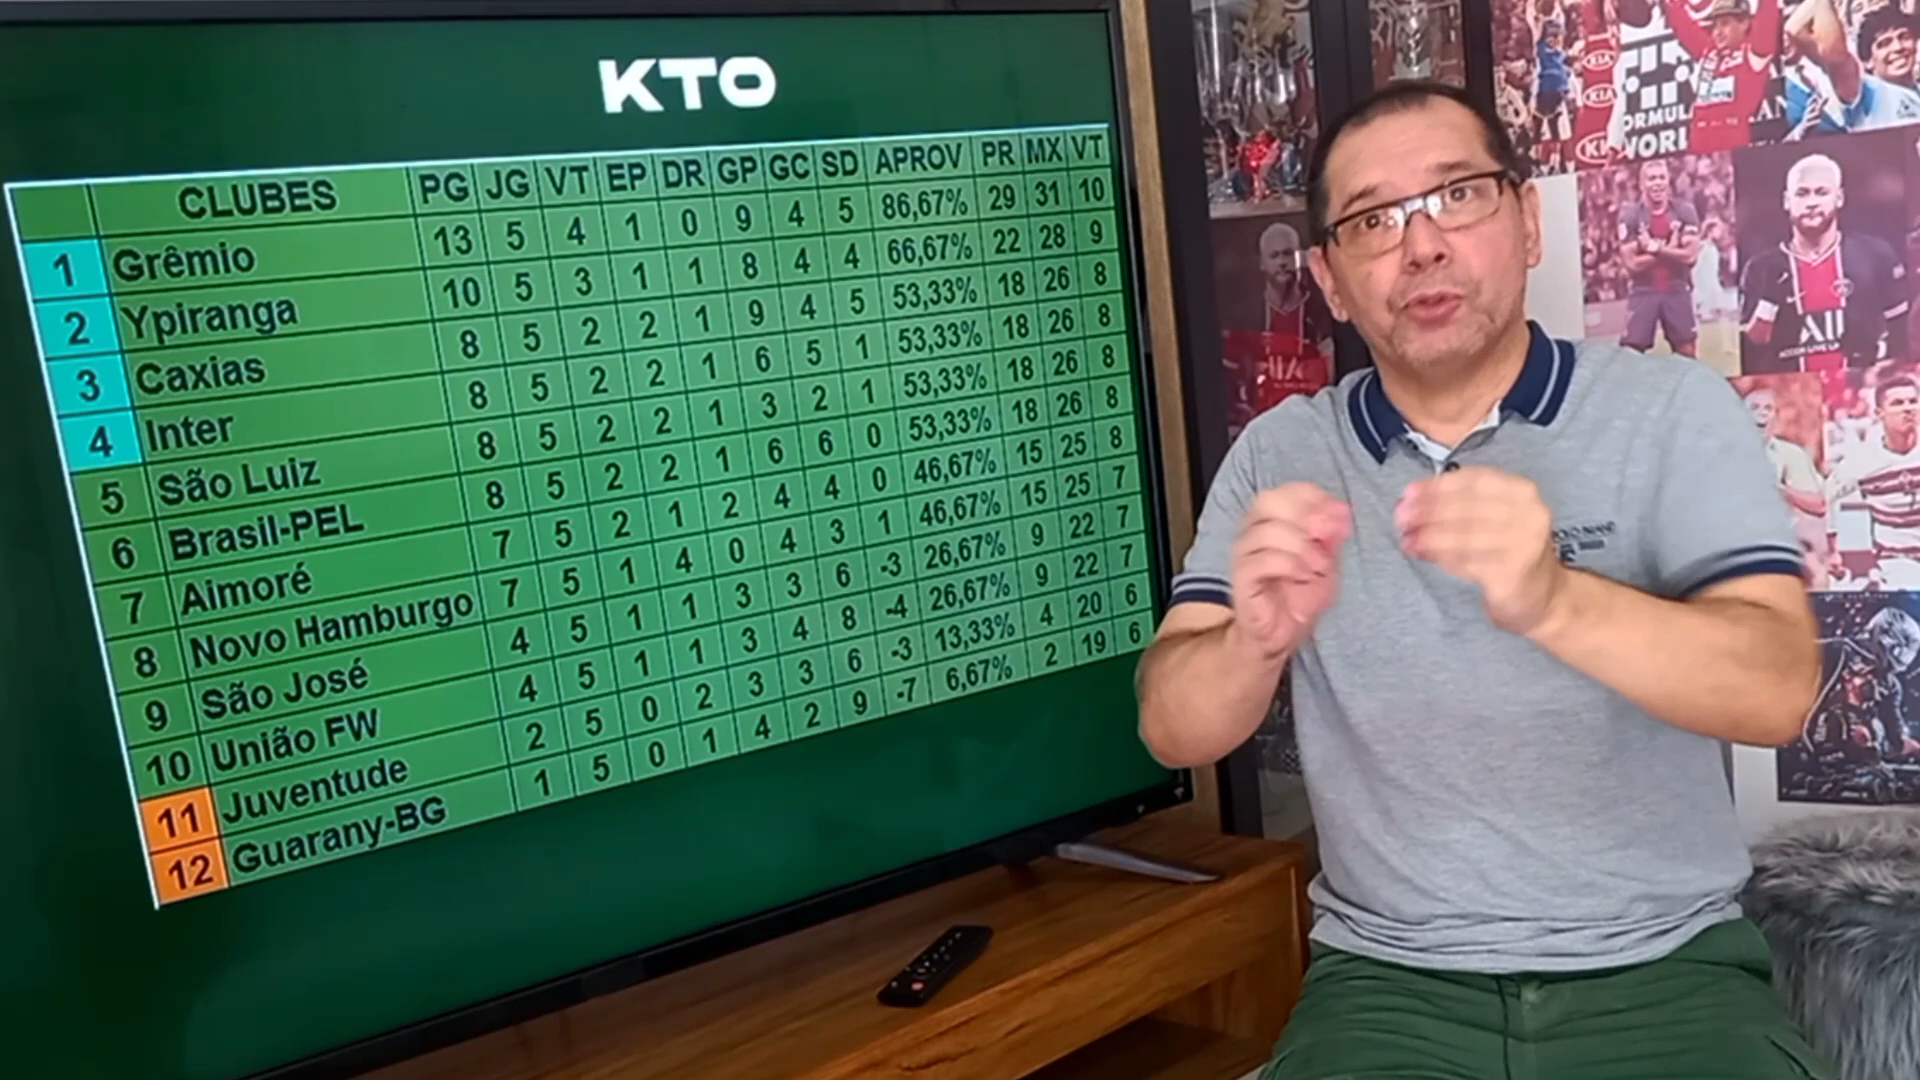 KTO
CLUBES PG JG VT EP DR GP GC SD APROV PR MX VT
1 Grêmio 13 5 4 1 0 9 4 5 86,67% 29 31 10
2 Ypiranga 10 5 3 1 1 8 4 4 66,67% 22 28 9
3 Caxias 8 5 2 2 1 9 4 5 53,33% 18 26 8
4 Inter 8 5 2 2 1 6 5 1 53,33% 18 26 8
5 São Luiz 8 5 2 2 1 3 2 1 53,33% 18 26 8
6 Brasil-PEL 8 5 2 2 1 6 6 0 53,33% 18 26 8
7 Aimoré 7 5 2 1 2 4 4 0 46,67% 15 25 8
8 Novo Hamburgo 7 5 1 4 0 4 3 1 46,67% 15 25 7
9 São José 4 5 1 1 3 3 6 -3 26,67% 9 22 7
10 União FW 4 5 1 1 3 4 8 -4 26,67% 9 22 7
11 Juventude 2 5 0 2 3 3 6 -3 13,33% 4 20 6
12 Guarany-BG 1 5 0 1 4 2 9 -7 6,67% 2 19 6
KIA
KIA
ORMUL
WORL